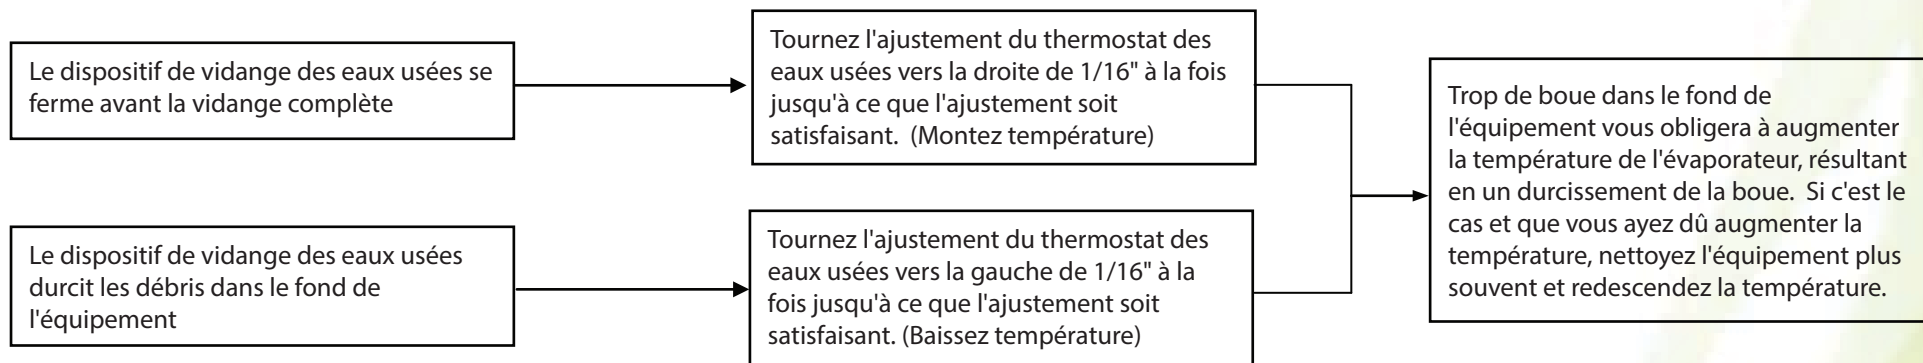 Le dispositif de vidange des eaux usées se
ferme avant la vidange complète
Tournez l'ajustement du thermostat des
eaux usées vers la droite de 1/16" à la fois
jusqu'à ce que l'ajustement soit
satisfaisant.  (Montez température)
Le dispositif de vidange des eaux usées
durcit les débris dans le fond de
l'équipement
Tournez l'ajustement du thermostat des
eaux usées vers la gauche de 1/16" à la
fois jusqu'à ce que l'ajustement soit
satisfaisant. (Baissez température)
Trop de boue dans le fond de
l'équipement vous obligera à augmenter
la température de l'évaporateur, résultant
en un durcissement de la boue.  Si c'est le
cas et que vous ayez dû augmenter la
température, nettoyez l'équipement plus
souvent et redescendez la température.